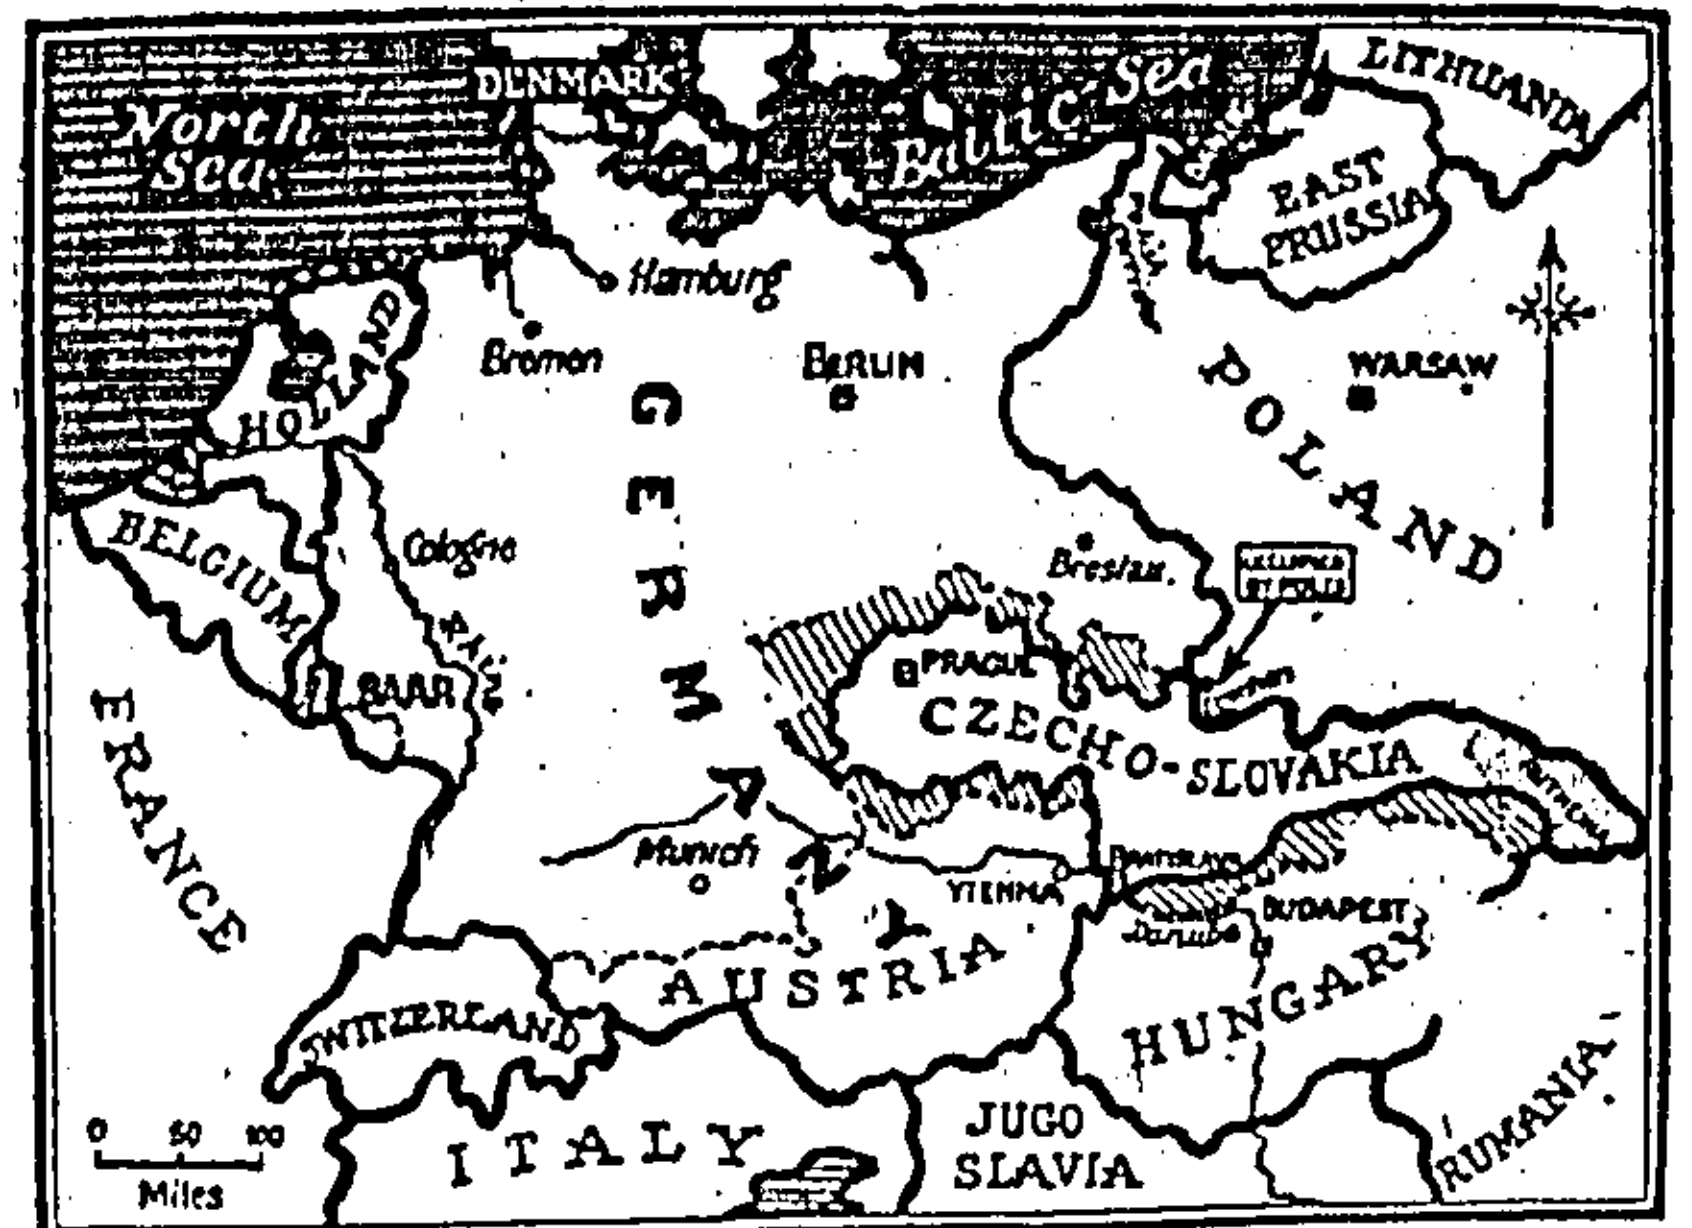 North
Sea
DENMARK
Baltic Sea
LITHUANIA
EAST
PRUSSIA
Hamburg
Bremen
BERLIN
WARSAW
POLAND
HOLLAND
GERMANY
BELGIUM
Cologne
Breslau
SAAR
PRAGUE
CZECHO-SLOVAKIA
FRANCE
Munich
VIENNA
BRATISLAVA
BUDAPEST
Danube
AUSTRIA
HUNGARY
SWITZERLAND
ITALY
JUGO
SLAVIA
RUMANIA
0 50 100
Miles